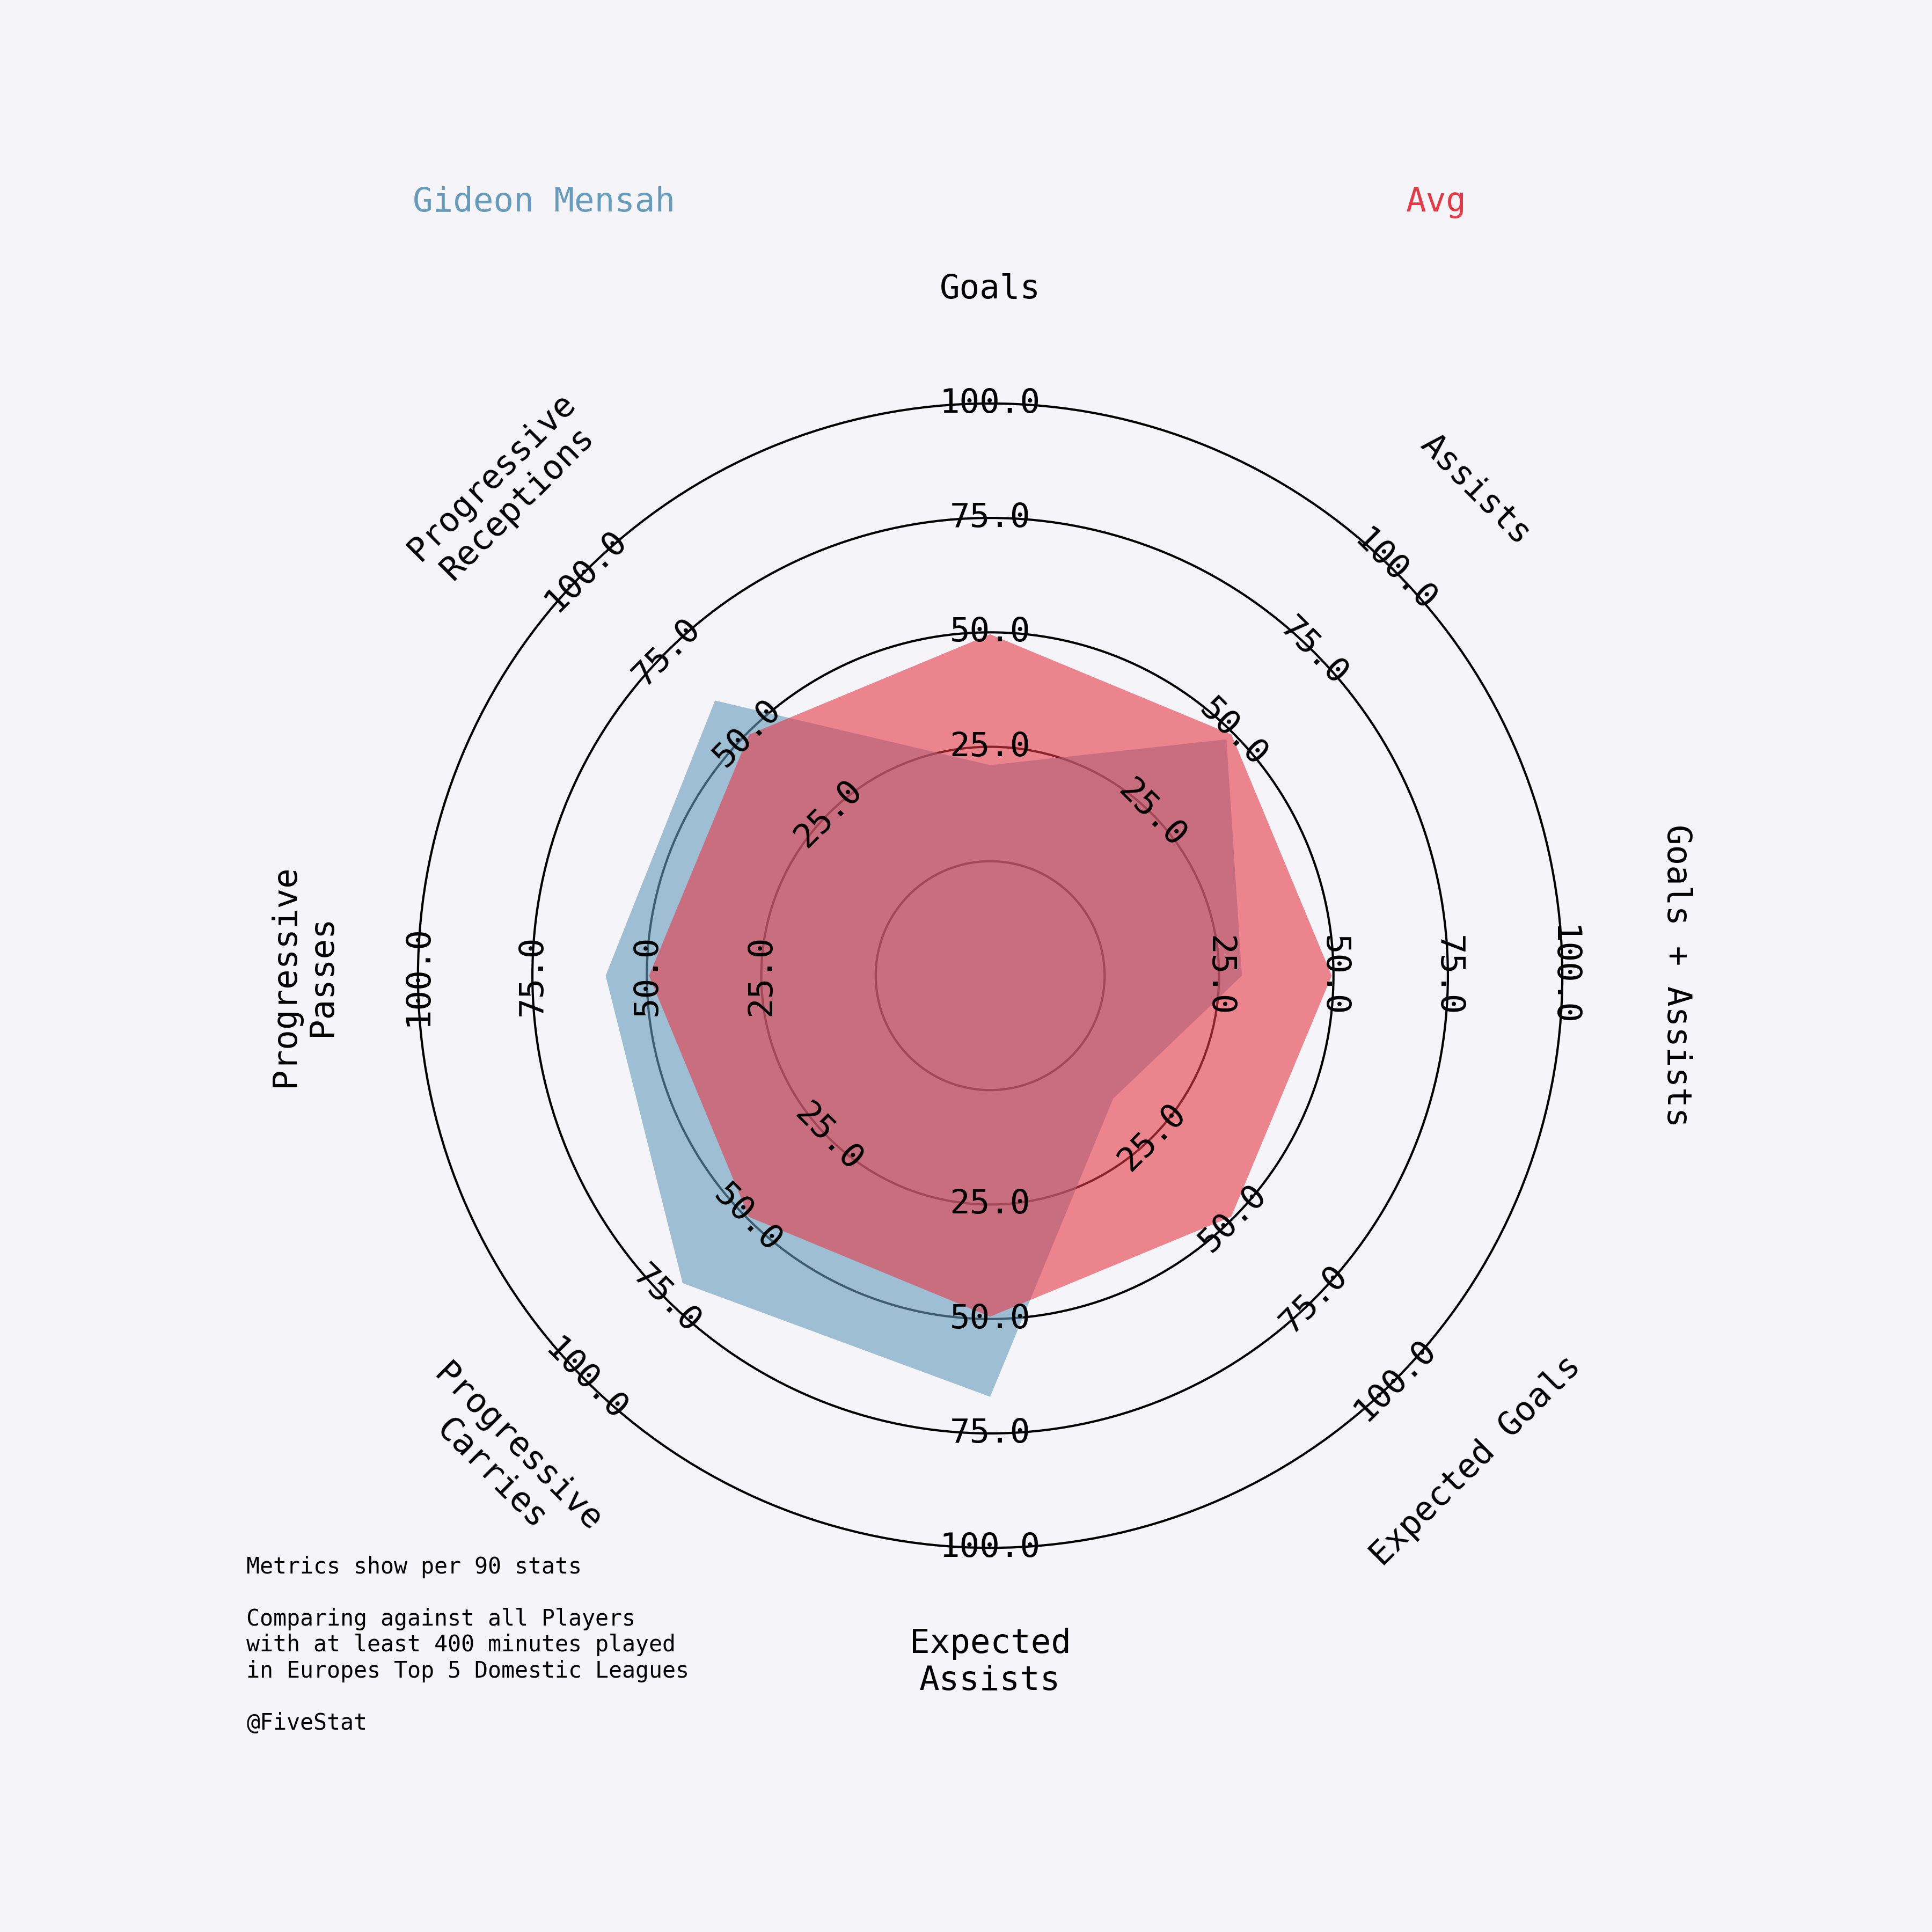 Gideon Mensah
Avg
Goals
Assists
Goals + Assists
Expected Goals
Expected
Assists
Progressive
Carries
Progressive
Passes
Progressive
Receptions
25.0
50.0
75.0
100.0
25.0
50.0
75.0
100.0
25.0
50.0
75.0
100.0
25.0
50.0
75.0
100.0
25.0
50.0
75.0
100.0
25.0
50.0
75.0
100.0
25.0
50.0
75.0
100.0
25.0
50.0
75.0
100.0
Metrics show per 90 stats
Comparing against all Players
with at least 400 minutes played
in Europes Top 5 Domestic Leagues
@FiveStat